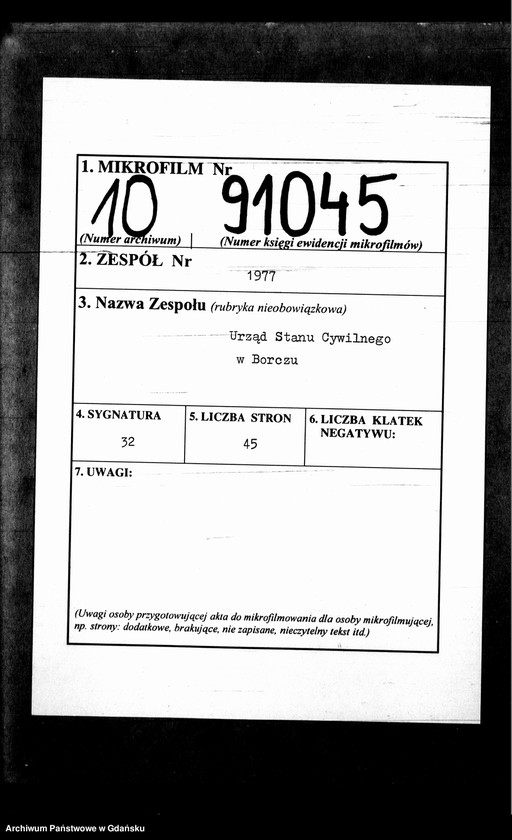 1. MIKROFILM Nr
10 91045
(Numer archiwum) (Numer księgi ewidencji mikrofilmów)
2. ZESPÓŁ Nr
1977
3. Nazwa Zespołu (rubryka nieobowiązkowa)
Urząd Stanu Cywilnego
w Borczu
4. SYGNATURA
32
5. LICZBA STRON
45
6. LICZBA KLATEK
NEGATYWU:
7. UWAGI:
(Uwagi osoby przygotowującej akta do mikrofilmowania dla osoby mikrofilmującej,
np. strony: dodatkowe, brakujące, nie zapisane, nieczytelny tekst itd.)
Archiwum Państwowe w Gdańsku